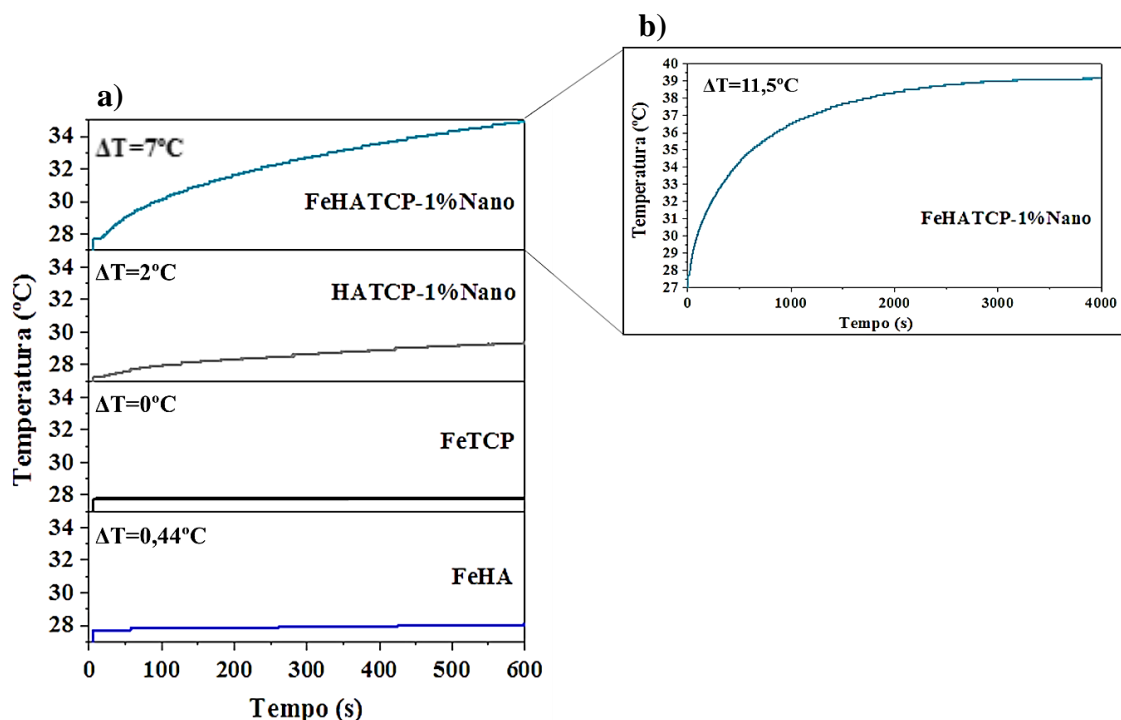 a)
Temperatura (ºC)
34
32
30
28
ΔT=7ºC
FeHATCP-1%Nano
34
32
30
28
ΔT=2ºC
HATCP-1%Nano
34
32
30
28
ΔT=0ºC
FeTCP
34
32
30
28
ΔT=0,44ºC
FeHA
0 100 200 300 400 500 600
Tempo (s)
b)
Temperatura (ºC)
40
39
38
37
36
35
34
33
32
31
30
29
28
27
ΔT=11,5ºC
FeHATCP-1%Nano
0 1000 2000 3000 4000
Tempo (s)